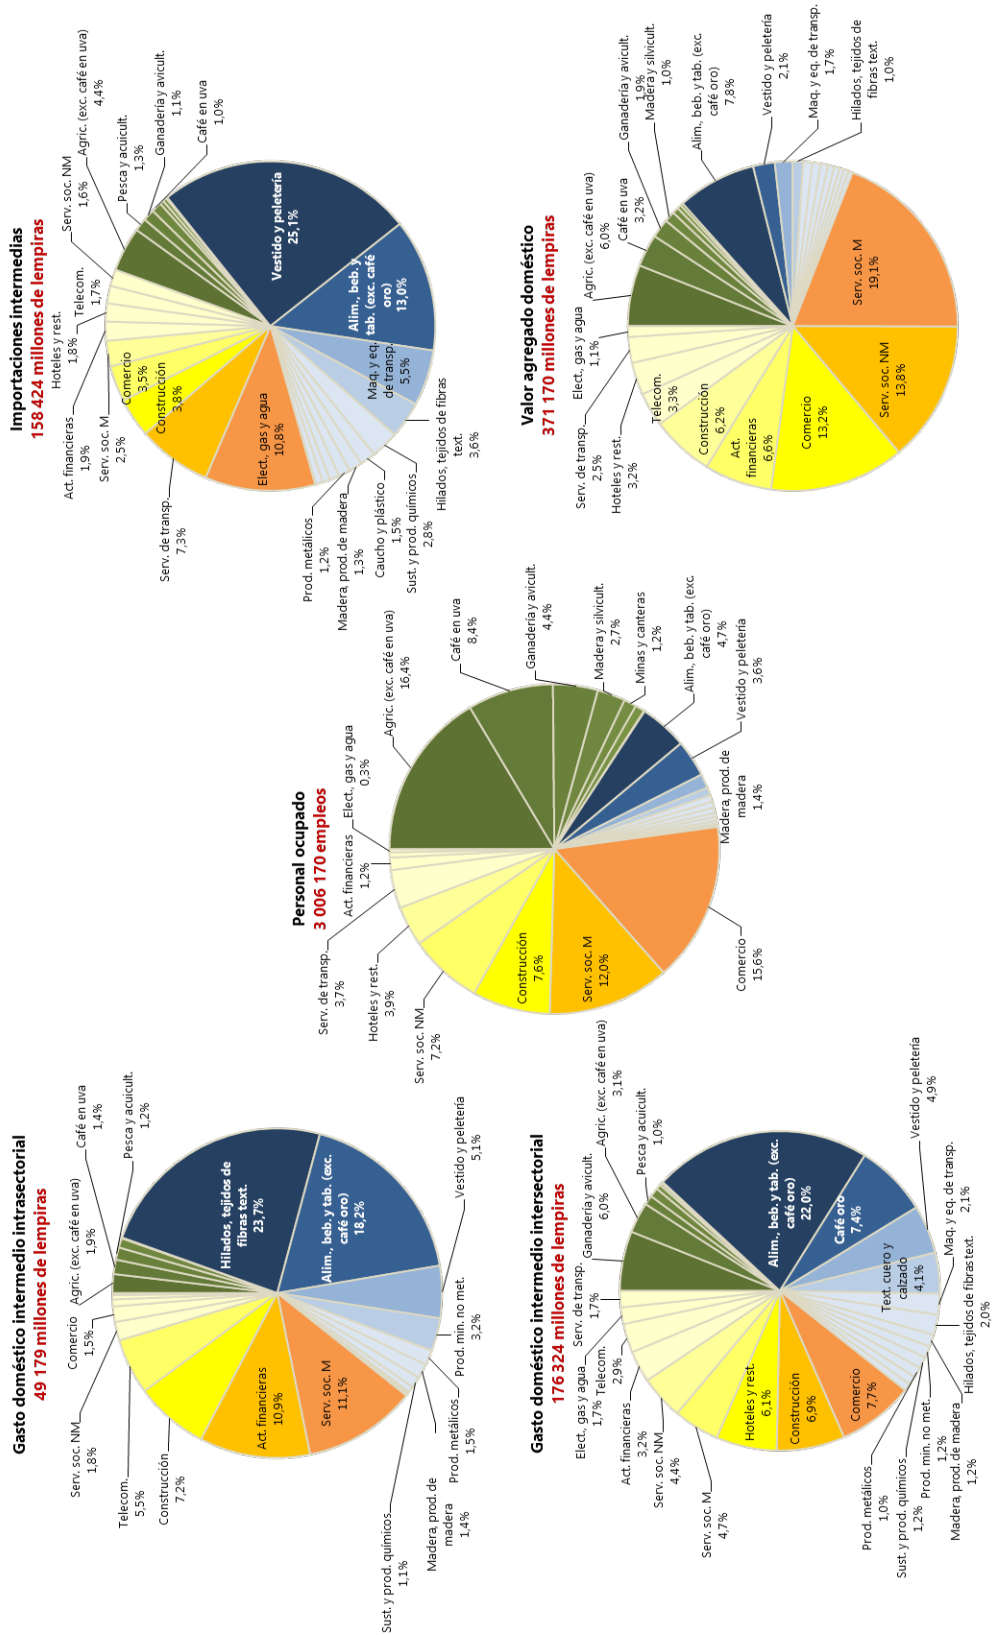 Gasto doméstico intermedio intrasectorial
49 179 millones de lempiras
Café en uva
1,4%
Agric. (exc. café en uva)
1,9%
Pesca y acuicult.
1,2%
Comercio
1,5%
Serv. soc. NM
1,8%
Telecom.
5,5%
Construcción
7,2%
Act. financieras
10,9%
Serv. soc. M
11,1%
Hilados, tejidos de
fibras text.
23,7%
Alim., beb. y tab. (exc.
café oro)
18,2%
Vestido y peletería
5,1%
Prod. min. no met.
3,2%
Prod. metálicos
1,5%
Madera, prod. de
madera
1,4%
Sust. y prod. químicos
1,1%
Personal ocupado
3 006 170 empleos
Elect., gas y agua
0,3%
Act. financieras
1,2%
Serv. de transp.
3,7%
Hoteles y rest.
3,9%
Serv. soc. NM
7,2%
Construcción
7,6%
Serv. soc. M
12,0%
Comercio
15,6%
Agric. (exc. café en uva)
16,4%
Café en uva
8,4%
Ganadería y avicult.
4,4%
Madera y silvicult.
2,7%
Minas y canteras
1,2%
Alim., beb. y tab. (exc.
café oro)
4,7%
Vestido y peletería
3,6%
Madera, prod. de
madera
1,4%
Importaciones intermedias
158 424 millones de lempiras
Serv. soc. NM
1,6%
Telecom.
1,7%
Hoteles y rest.
1,8%
Act. financieras
1,9%
Serv. soc. M
2,5%
Comercio
3,5%
Construcción
3,8%
Serv. de transp.
7,3%
Elect., gas y agua
10,8%
Agric. (exc. café en uva)
4,4%
Pesca y acuicult.
1,3%
Ganadería y avicult.
1,1%
Café en uva
1,0%
Vestido y peletería
25,1%
Alim., beb. y
tab. (exc. café
oro)
13,0%
Maq. y eq.
de transp.
5,5%
Hilados, tejidos de fibras
text.
3,6%
Sust. y prod. químicos
2,8%
Caucho y plástico
1,5%
Madera, prod. de madera
1,3%
Prod. metálicos
1,2%
Gasto doméstico intermedio intersectorial
176 324 millones de lempiras
Serv. de transp.
1,7%
Elect., gas y agua
1,7%
Telecom.
2,9%
Act. financieras
3,2%
Serv. soc. NM
4,4%
Serv. soc. M
4,7%
Hoteles y rest.
6,1%
Construcción
6,9%
Comercio
7,7%
Ganadería y avicult.
6,0%
Agric. (exc. café en uva)
3,1%
Pesca y acuicult.
1,0%
Alim., beb. y tab. (exc.
café oro)
22,0%
Café oro
7,4%
Vestido y peletería
4,9%
Text. cuero y
calzado
4,1%
Maq. y eq. de transp.
2,1%
Hilados, tejidos de fibras text.
2,0%
Madera, prod. de madera
1,2%
Prod. min. no met.
1,2%
Sust. y prod. químicos
1,2%
Prod. metálicos
1,0%
Valor agregado doméstico
371 170 millones de lempiras
Elect., gas y agua
1,1%
Serv. de transp.
2,5%
Hoteles y rest.
3,2%
Telecom.
3,3%
Construcción
6,2%
Act.
financieras
6,6%
Comercio
13,2%
Serv. soc. NM
13,8%
Serv. soc. M
19,1%
Agric. (exc. café en uva)
6,0%
Café en uva
3,2%
Ganadería y avicult.
1,9%
Madera y silvicult.
1,0%
Alim., beb. y tab. (exc.
café oro)
7,8%
Vestido y peletería
2,1%
Maq. y eq. de transp.
1,7%
Hilados, tejidos de
fibras text.
1,0%